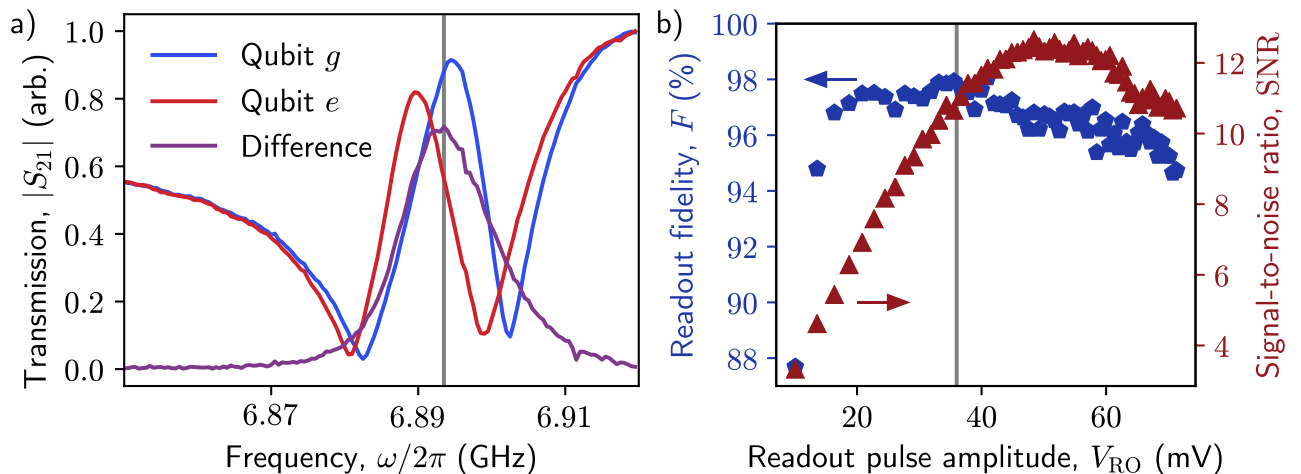 a)
Transmission, |S₂₁| (arb.)
1.0
0.8
0.6
0.4
0.2
0.0
Qubit g
Qubit e
Difference
6.87
6.89
6.91
Frequency, ω/2π (GHz)
b)
Readout fidelity, F (%)
100
98
96
94
92
90
88
20
40
60
Readout pulse amplitude, V_RO (mV)
12
10
8
6
4
Signal-to-noise ratio, SNR